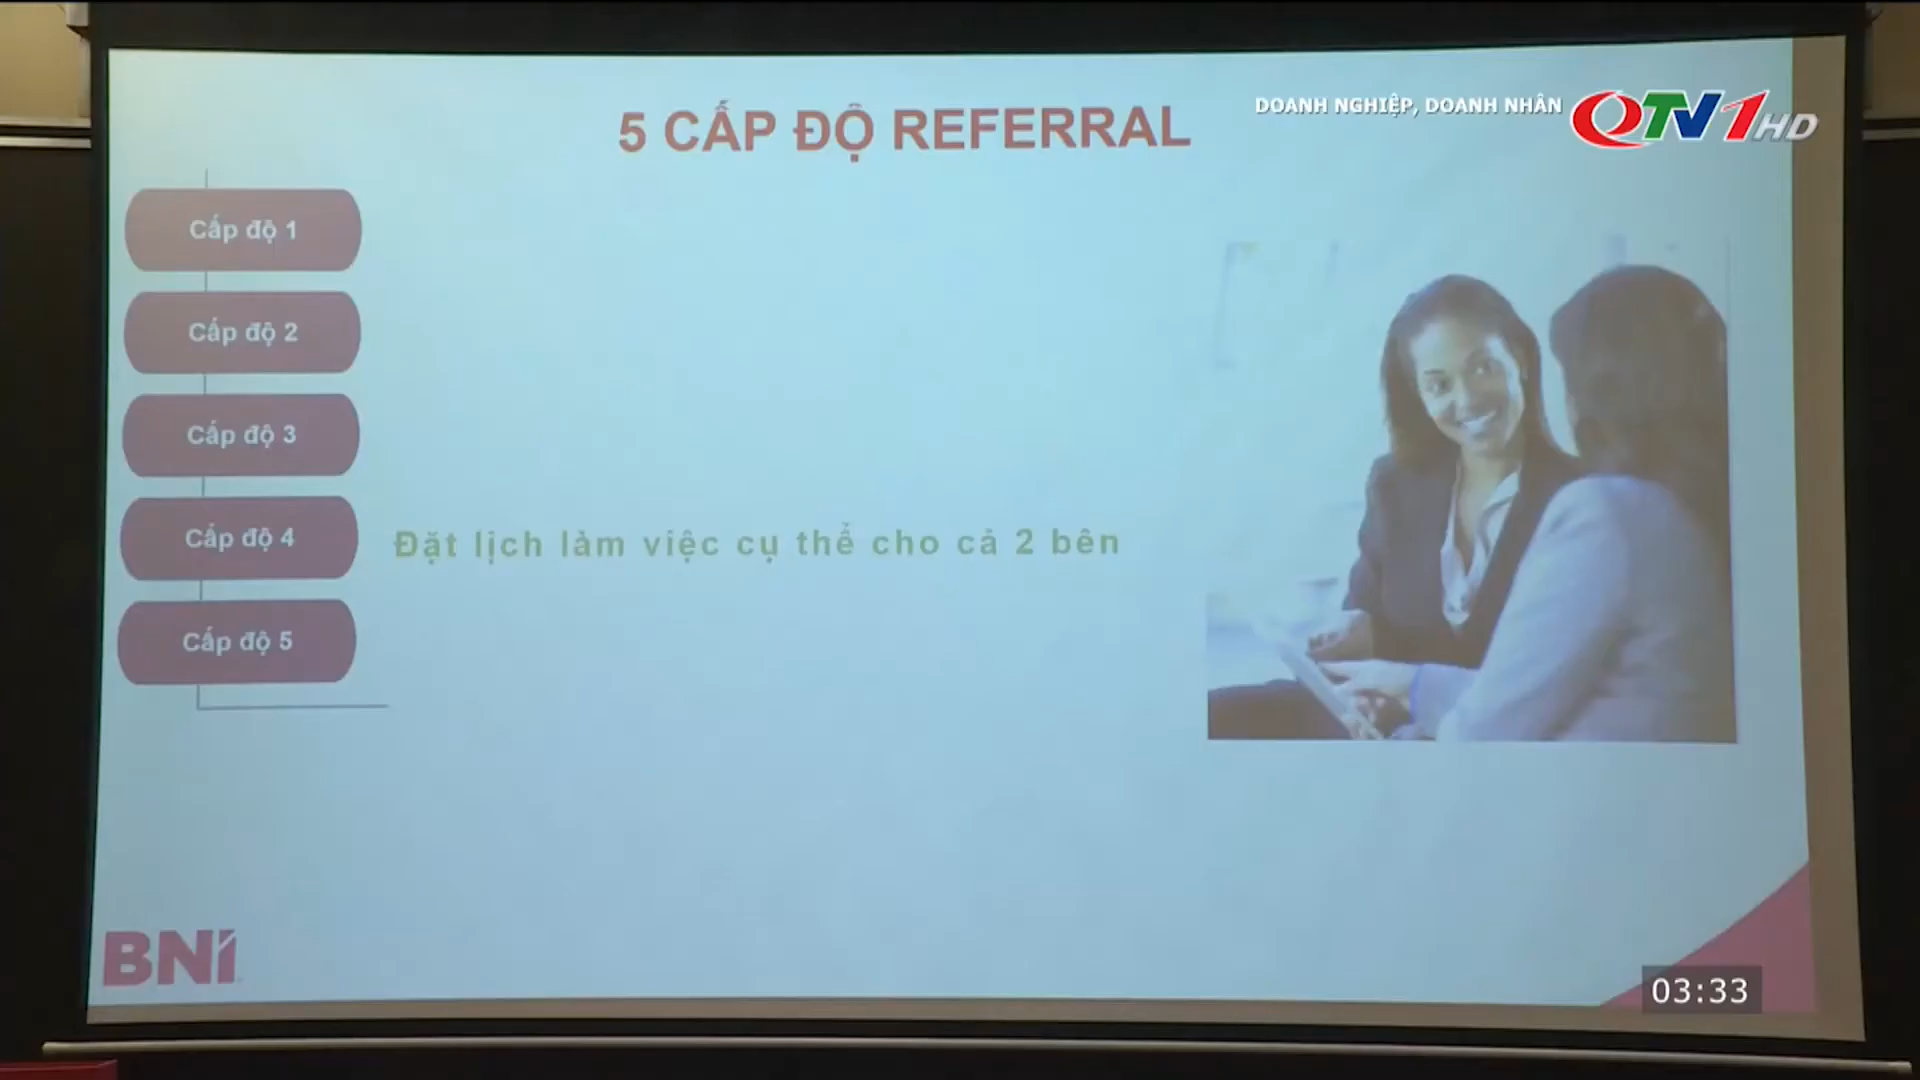 DOANH NGHIỆP, DOANH NHÂN QTV1HD
5 CẤP ĐỘ REFERRAL
Cấp độ 1
Cấp độ 2
Cấp độ 3
Cấp độ 4
Đặt lịch làm việc cụ thể cho cả 2 bên
Cấp độ 5
BNI
03:33